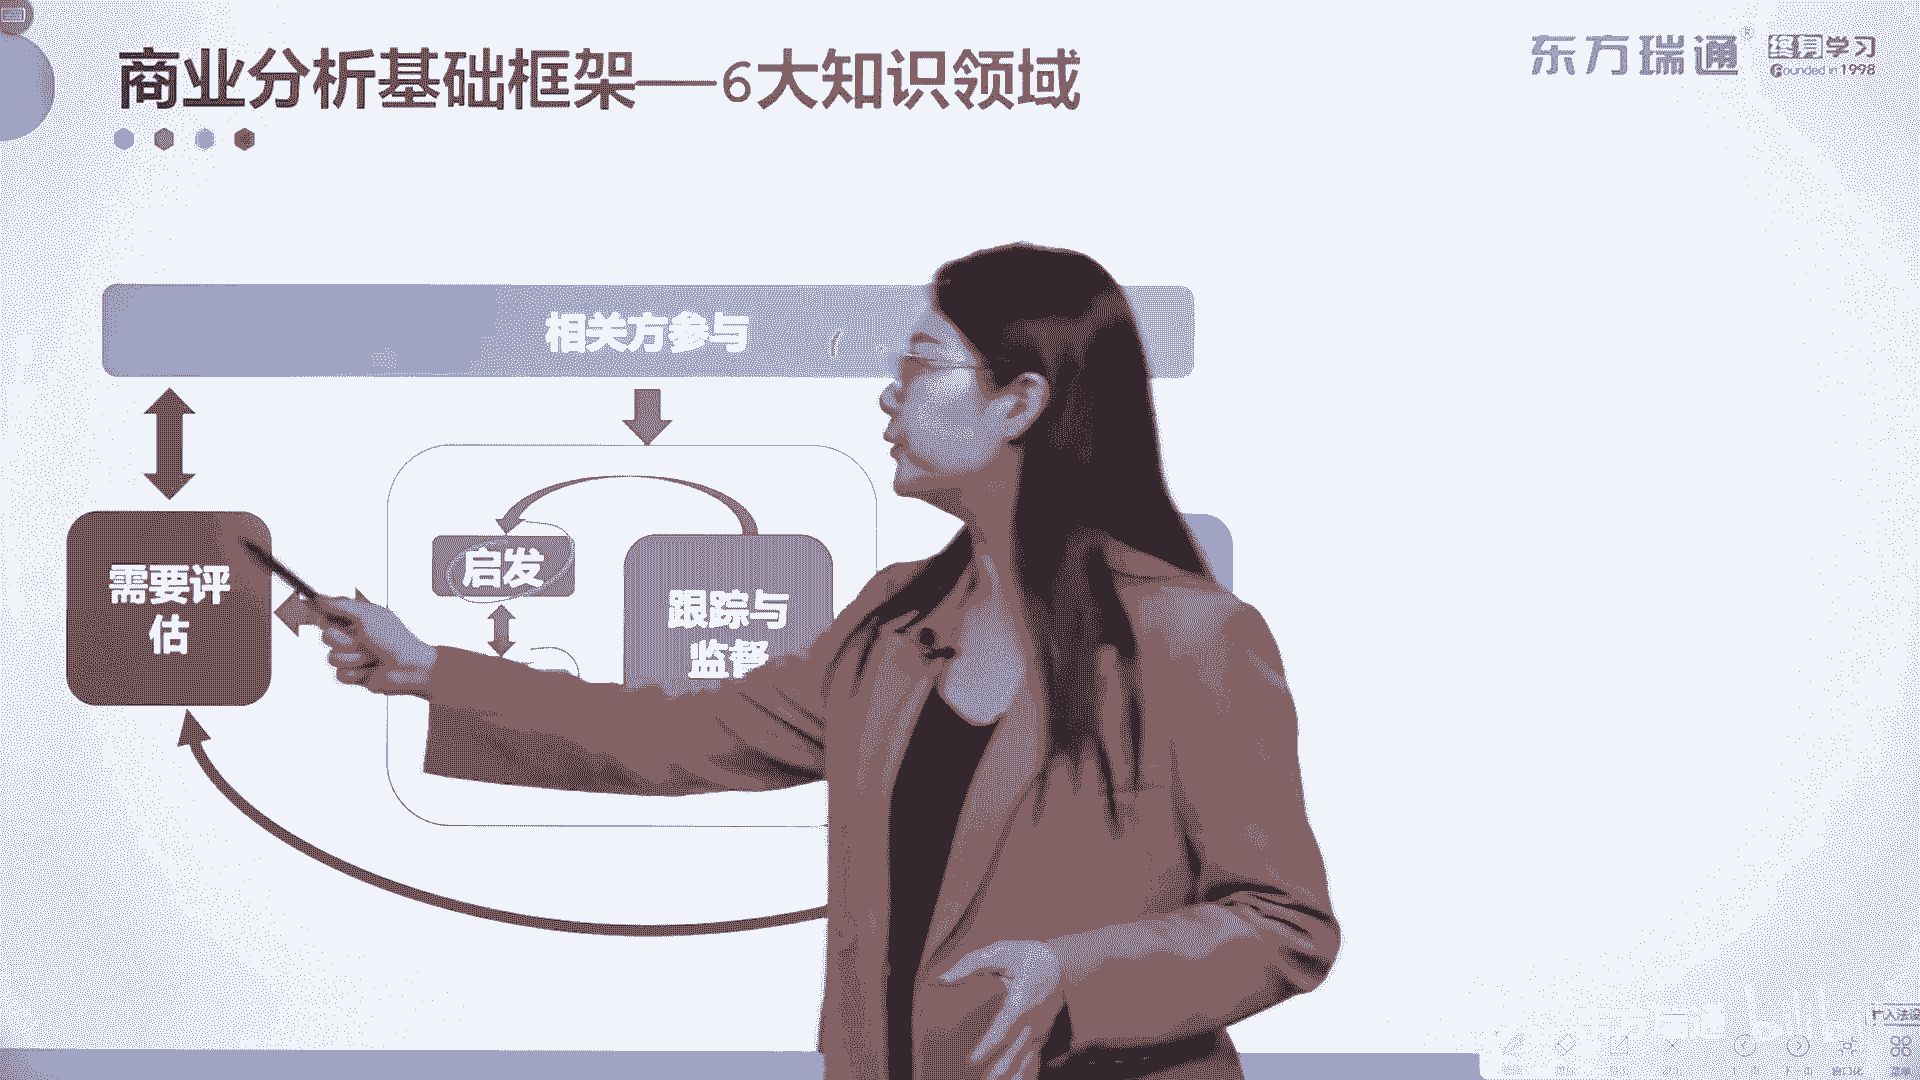 商业分析基础框架——6大知识领域
东方瑞通®
终身学习
Founded in 1998
相关方参与
需要评
估
启发
跟踪与
监督